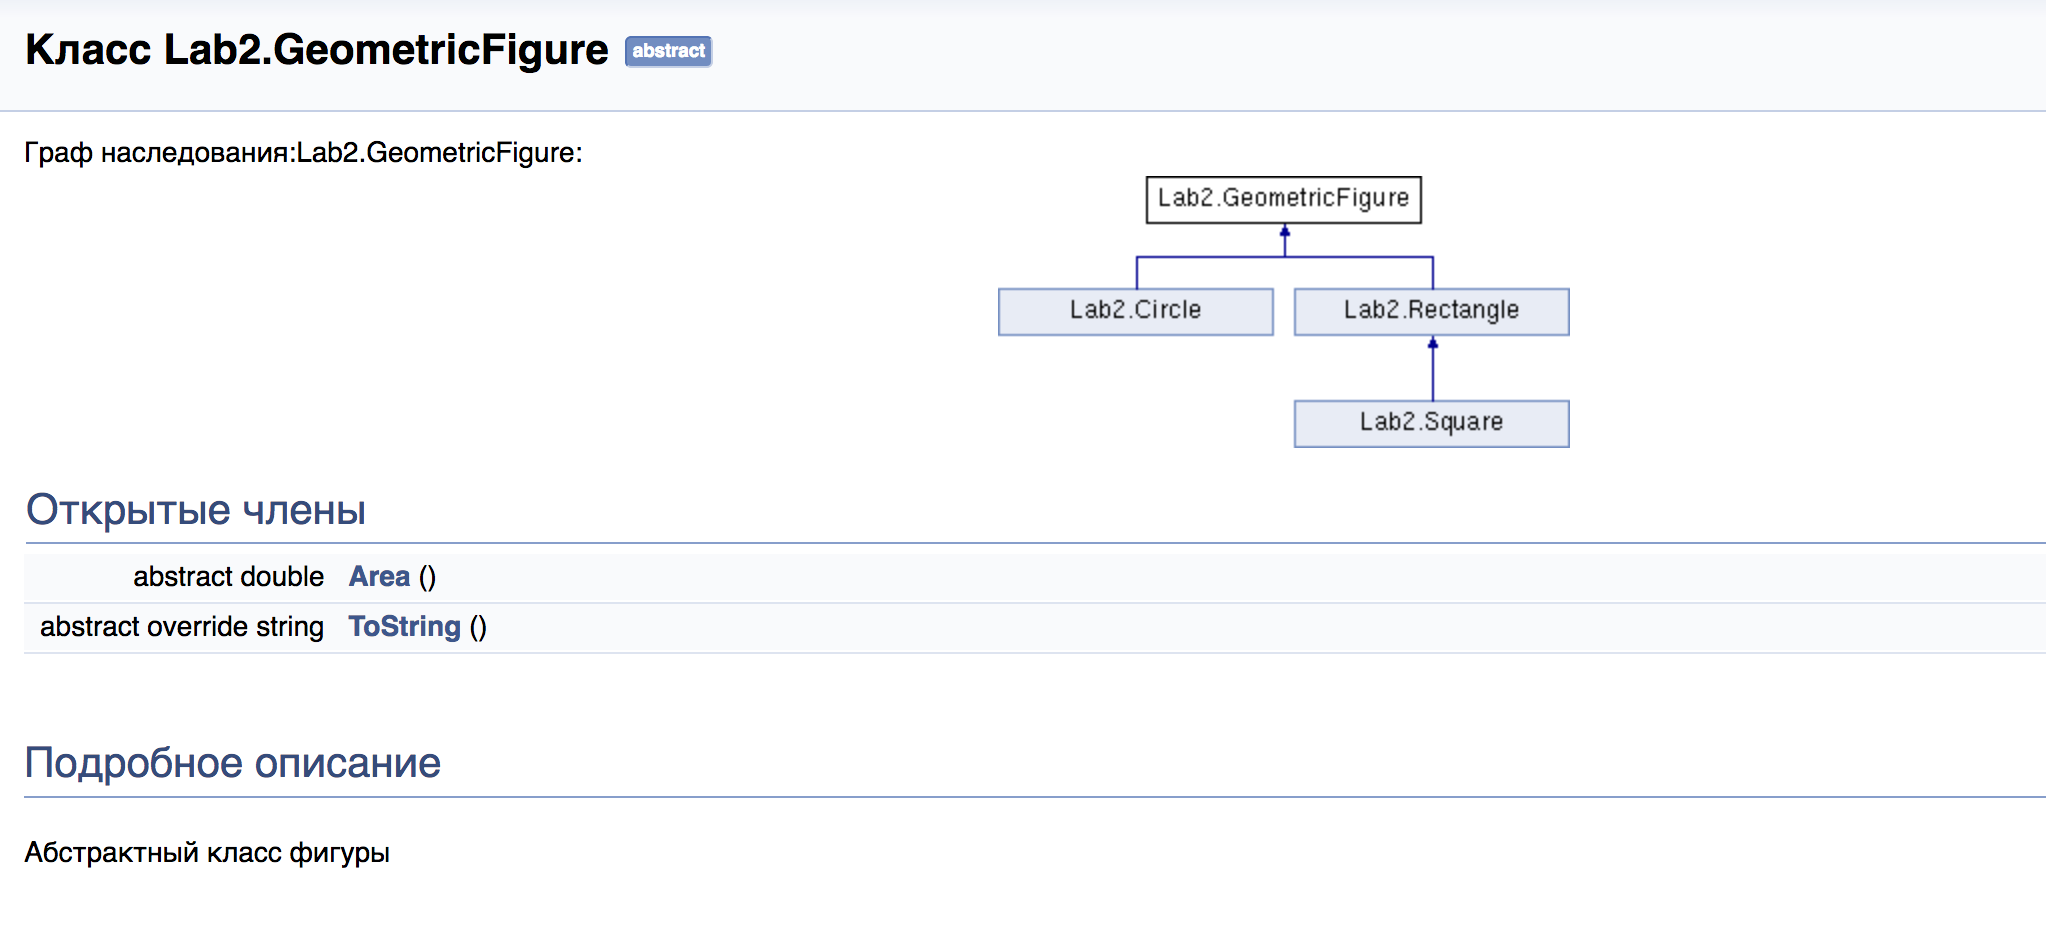 Класс Lab2.GeometricFigure abstract
Граф наследования:Lab2.GeometricFigure:
Lab2.GeometricFigure
Lab2.Circle Lab2.Rectangle
Lab2.Square
Открытые члены
abstract double Area ()
abstract override string ToString ()
Подробное описание
Абстрактный класс фигуры